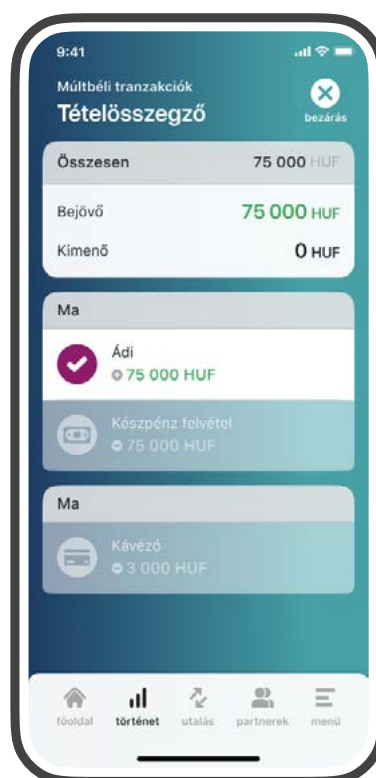 9:41
Múltbéli tranzakciók
Tételösszegző
bezárás
Összesen 75 000 HUF
Bejövő 75 000 HUF
Kimenő 0 HUF
Ma
Ádi
75 000 HUF
Készpénz felvétel
75 000 HUF
Ma
Kávézó
3 000 HUF
főoldal történet utalás partnerek menü